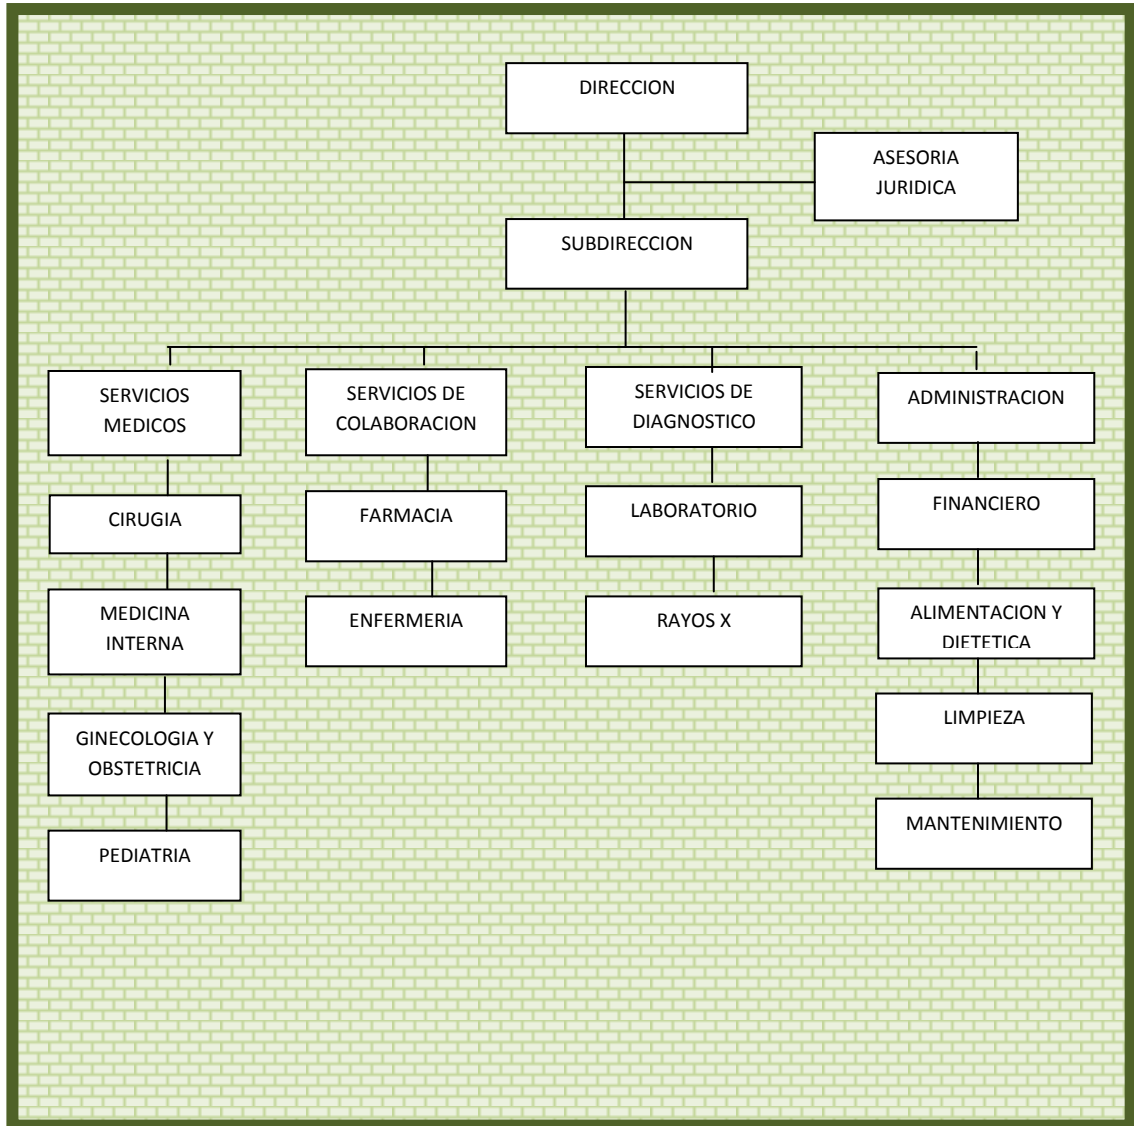 DIRECCION
ASESORIA
JURIDICA
SUBDIRECCION
SERVICIOS
MEDICOS
SERVICIOS DE
COLABORACION
SERVICIOS DE
DIAGNOSTICO
ADMINISTRACION
CIRUGIA
FARMACIA
LABORATORIO
FINANCIERO
MEDICINA
INTERNA
ENFERMERIA
RAYOS X
ALIMENTACION Y
DIETETICA
GINECOLOGIA Y
OBSTETRICIA
LIMPIEZA
PEDIATRIA
MANTENIMIENTO